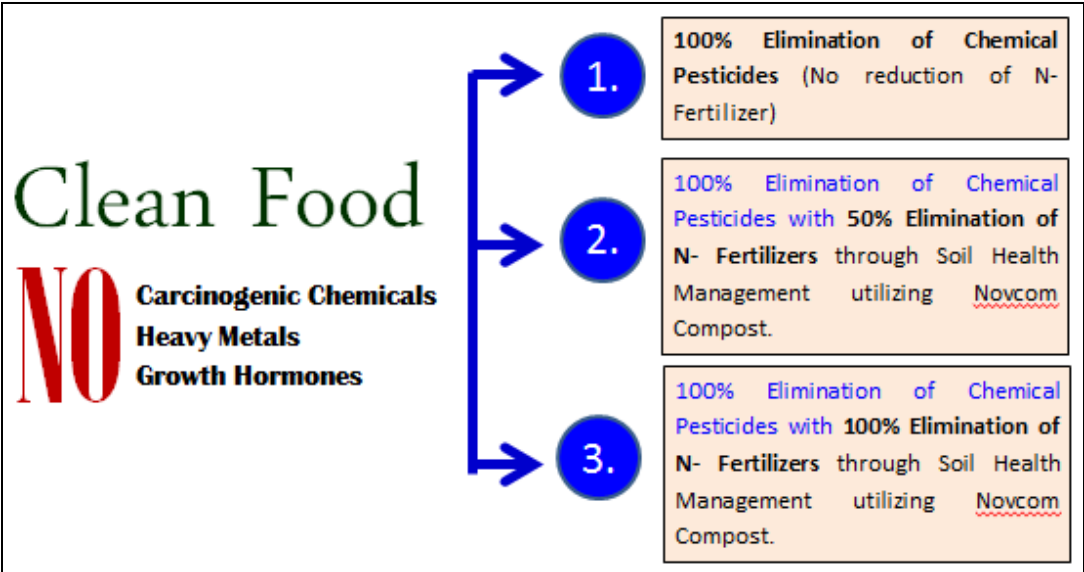 Clean Food
NO
Carcinogenic Chemicals
Heavy Metals
Growth Hormones
1.
100% Elimination of Chemical
Pesticides (No reduction of N-
Fertilizer)
2.
100% Elimination of Chemical
Pesticides with 50% Elimination of
N- Fertilizers through Soil Health
Management utilizing Novcom
Compost.
3.
100% Elimination of Chemical
Pesticides with 100% Elimination of
N- Fertilizers through Soil Health
Management utilizing Novcom
Compost.